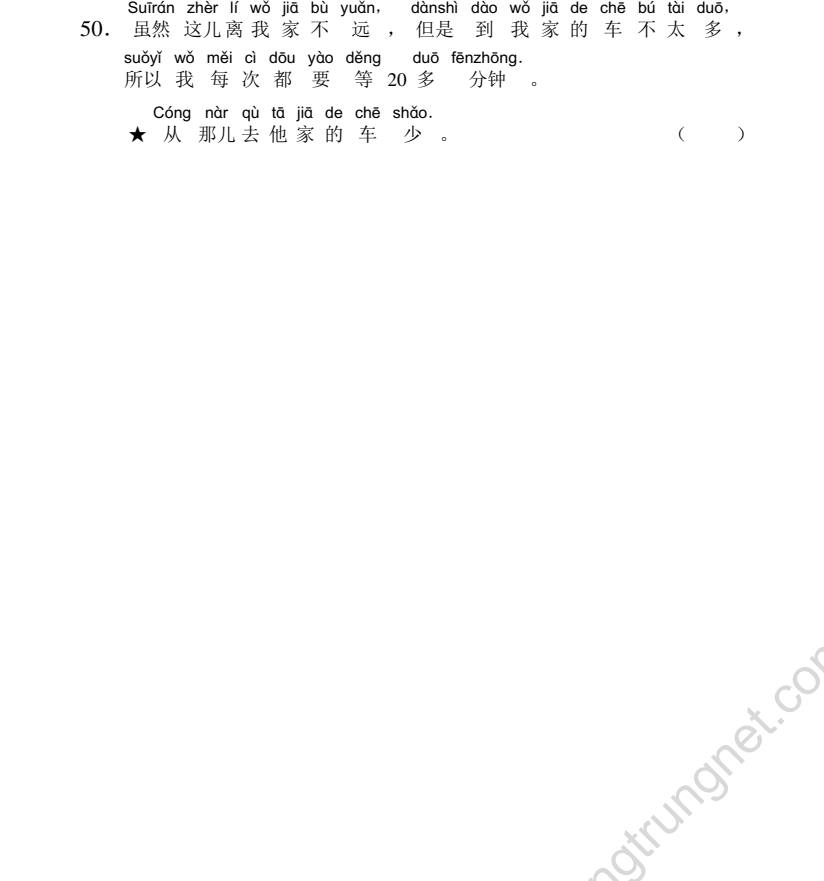 Suīrán zhèr lí wǒ jiā bù yuǎn， dànshì dào wǒ jiā de chē bú tài duō，
50． 虽然 这儿离我 家 不 远 ，但是 到 我 家 的 车 不 太 多 ，
suǒyǐ wǒ měi cì dōu yào děng duō fēnzhōng．
所以 我 每 次 都 要 等 20 多 分钟 。
Cóng nàr qù tā jiā de chē shǎo．
★ 从 那儿 去 他 家 的 车 少 。 （ ）